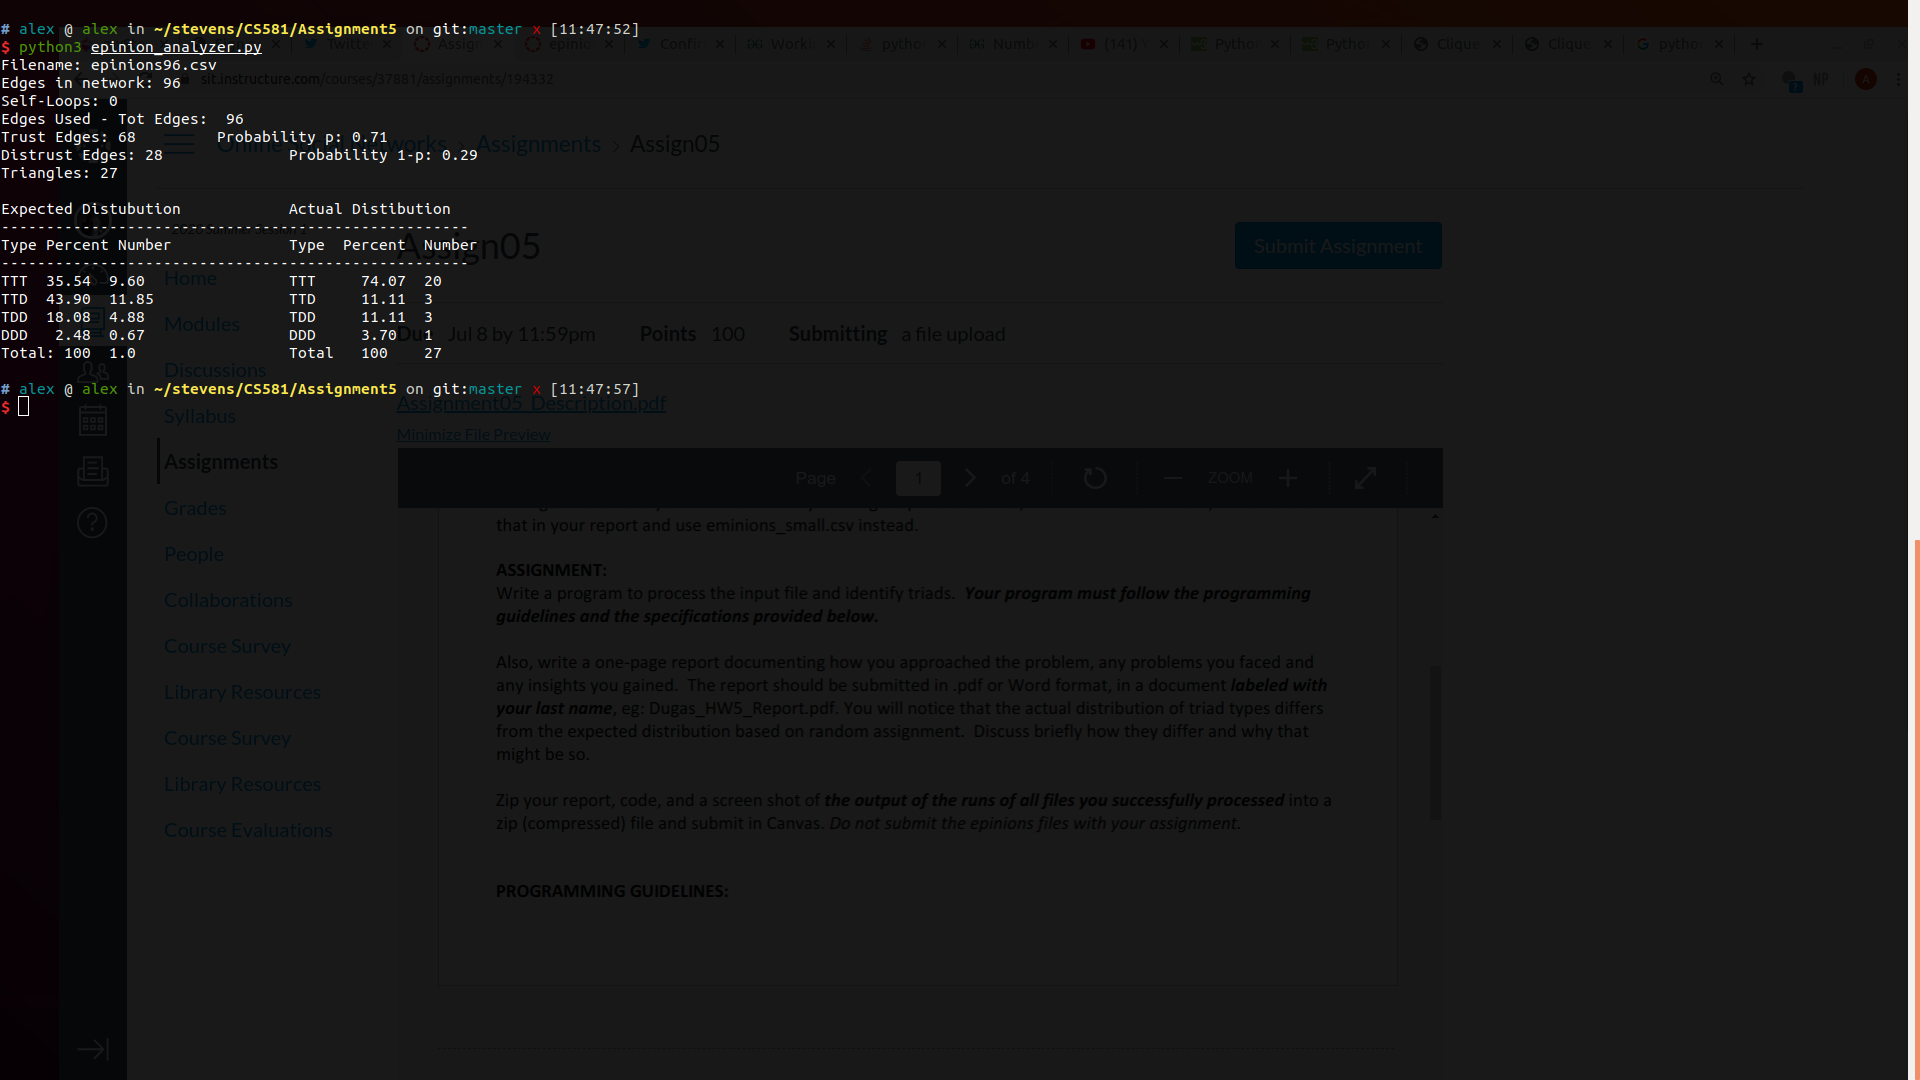 # alex @ alex in ~/stevens/CS581/Assignment5 on git:master x [11:47:52]
$ python3 epinion_analyzer.py
Filename: epinions96.csv
Edges in network: 96
Self-Loops: 0
Edges Used - Tot Edges:  96
Trust Edges: 68         Probability p: 0.71
Distrust Edges: 28              Probability 1-p: 0.29
Triangles: 27
Expected Distubution            Actual Distibution
----------------------------------------------------
Type Percent Number             Type  Percent  Number
----------------------------------------------------
TTT  35.54  9.60                TTT     74.07  20
TTD  43.90  11.85               TTD     11.11  3
TDD  18.08  4.88                TDD     11.11  3
DDD   2.48  0.67                DDD     3.70   1
Total: 100  1.0                 Total   100    27
# alex @ alex in ~/stevens/CS581/Assignment5 on git:master x [11:47:57]
$
Twitte
Assign
epinio
Confir
Worki
pytho
Numb
(141)
Pytho
Pytho
Clique
Clique
pytho
sit.instructure.com/courses/37881/assignments/194332
NP
A
Assignments › Assign05
Assign05
Submit Assignment
Home
Modules
Discussions
Syllabus
Assignments
Grades
People
Collaborations
Course Survey
Library Resources
Course Survey
Library Resources
Course Evaluations
Due Jul 8 by 11:59pm Points 100 Submitting a file upload
Assignment05_Description.pdf
Minimize File Preview
Page 1 of 4 ZOOM
that in your report and use eminions_small.csv instead.
ASSIGNMENT:
Write a program to process the input file and identify triads.  Your program must follow the programming
guidelines and the specifications provided below.
Also, write a one-page report documenting how you approached the problem, any problems you faced and
any insights you gained.  The report should be submitted in .pdf or Word format, in a document labeled with
your last name, eg: Dugas_HW5_Report.pdf. You will notice that the actual distribution of triad types differs
from the expected distribution based on random assignment.  Discuss briefly how they differ and why that
might be so.
Zip your report, code, and a screen shot of the output of the runs of all files you successfully processed into a
zip (compressed) file and submit in Canvas. Do not submit the epinions files with your assignment.
PROGRAMMING GUIDELINES: